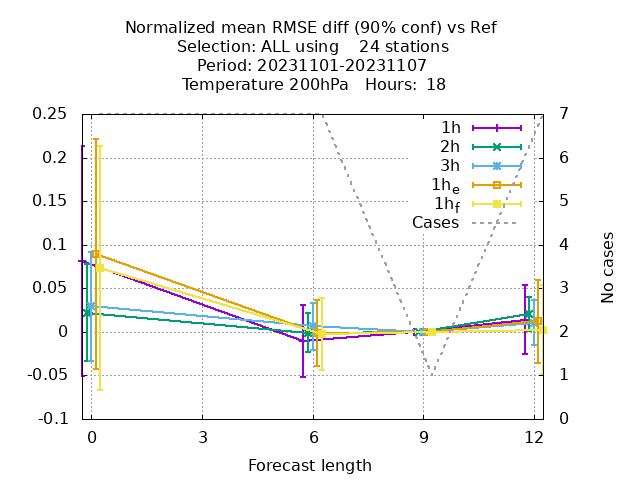 Normalized mean RMSE diff (90% conf) vs Ref
Selection: ALL using 24 stations
Period: 20231101-20231107
Temperature 200hPa Hours: 18
0.25
0.2
0.15
0.1
0.05
0
-0.05
-0.1
7
6
5
4
3
2
1
0
1h
2h
3h
1he
1hf
Cases
No cases
0 3 6 9 12
Forecast length